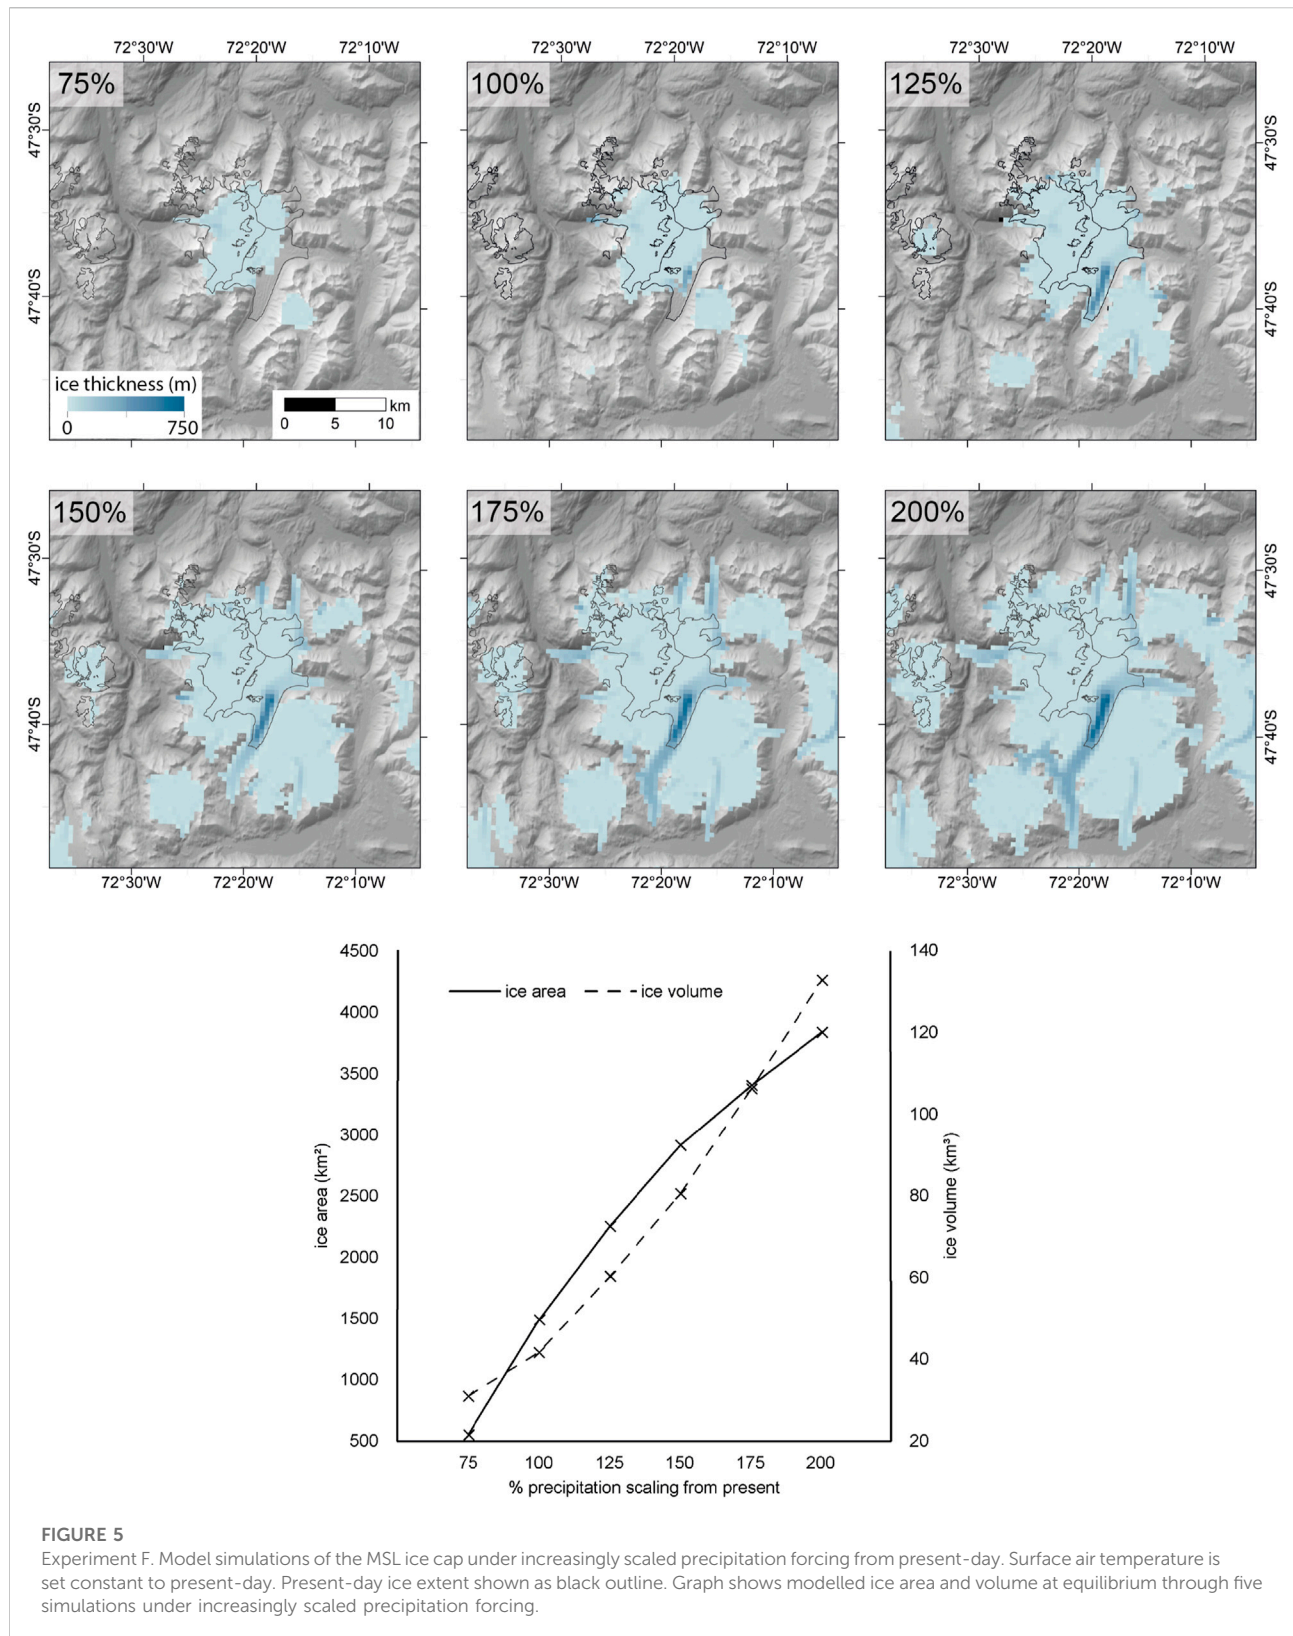 72°30'W 72°20'W 72°10'W 72°30'W 72°20'W 72°10'W 72°30'W 72°20'W 72°10'W
75% 100% 125%
47°30'S 47°30'S
47°40'S 47°40'S
ice thickness (m)
0 750
km
0 5 10
72°30'W 72°20'W 72°10'W
150% 175% 200%
47°30'S 47°30'S
47°40'S 47°40'S
72°30'W 72°20'W 72°10'W 72°30'W 72°20'W 72°10'W 72°30'W 72°20'W 72°10'W
4500 140
ice area ice volume
4000 120
3500
100
3000
ice area (km²) ice volume (km³)
2500 80
2000
60
1500
40
1000
500 20
75 100 125 150 175 200
% precipitation scaling from present
FIGURE 5
Experiment F. Model simulations of the MSL ice cap under increasingly scaled precipitation forcing from present-day. Surface air temperature is
set constant to present-day. Present-day ice extent shown as black outline. Graph shows modelled ice area and volume at equilibrium through five
simulations under increasingly scaled precipitation forcing.